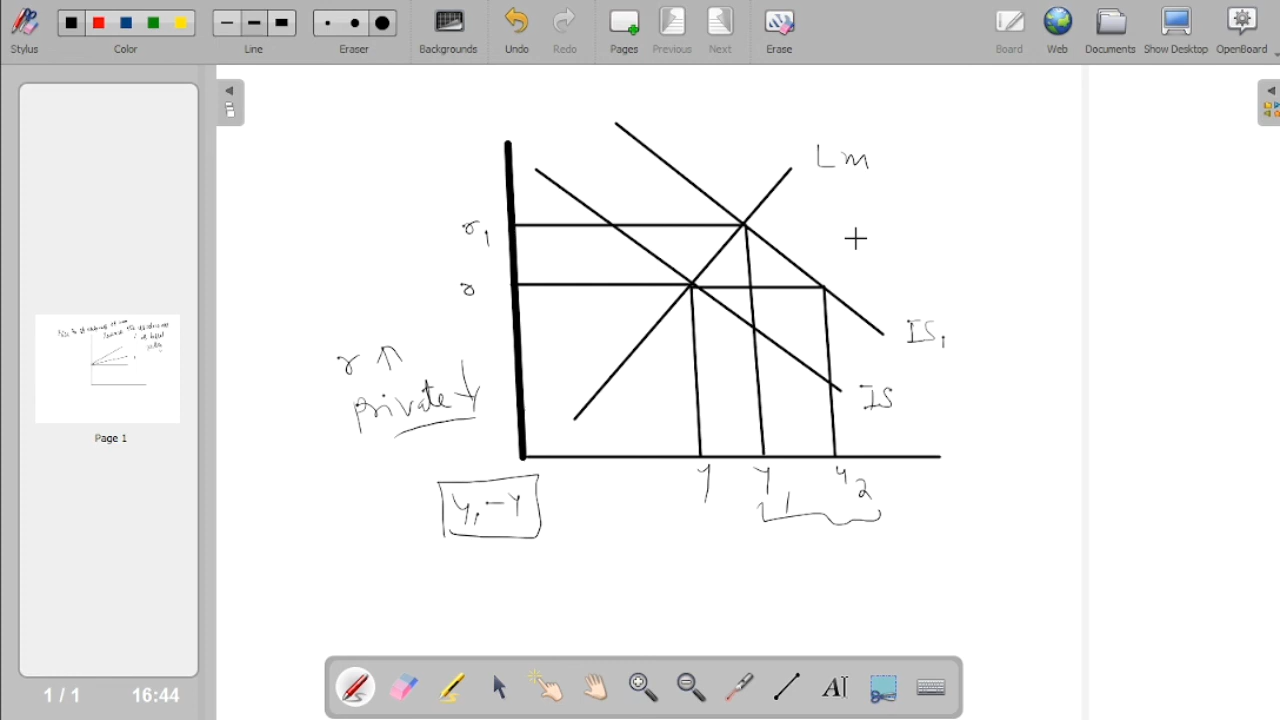 Stylus
Color
Line
Eraser
Backgrounds
Undo
Redo
Pages
Previous
Next
Erase
Board
Web
Documents
Show Desktop
OpenBoard
Lm
r1
r
IS1
IS
r ↑
private ↓
y y1 y2
y1 - y
Page 1
1 / 1
16:44